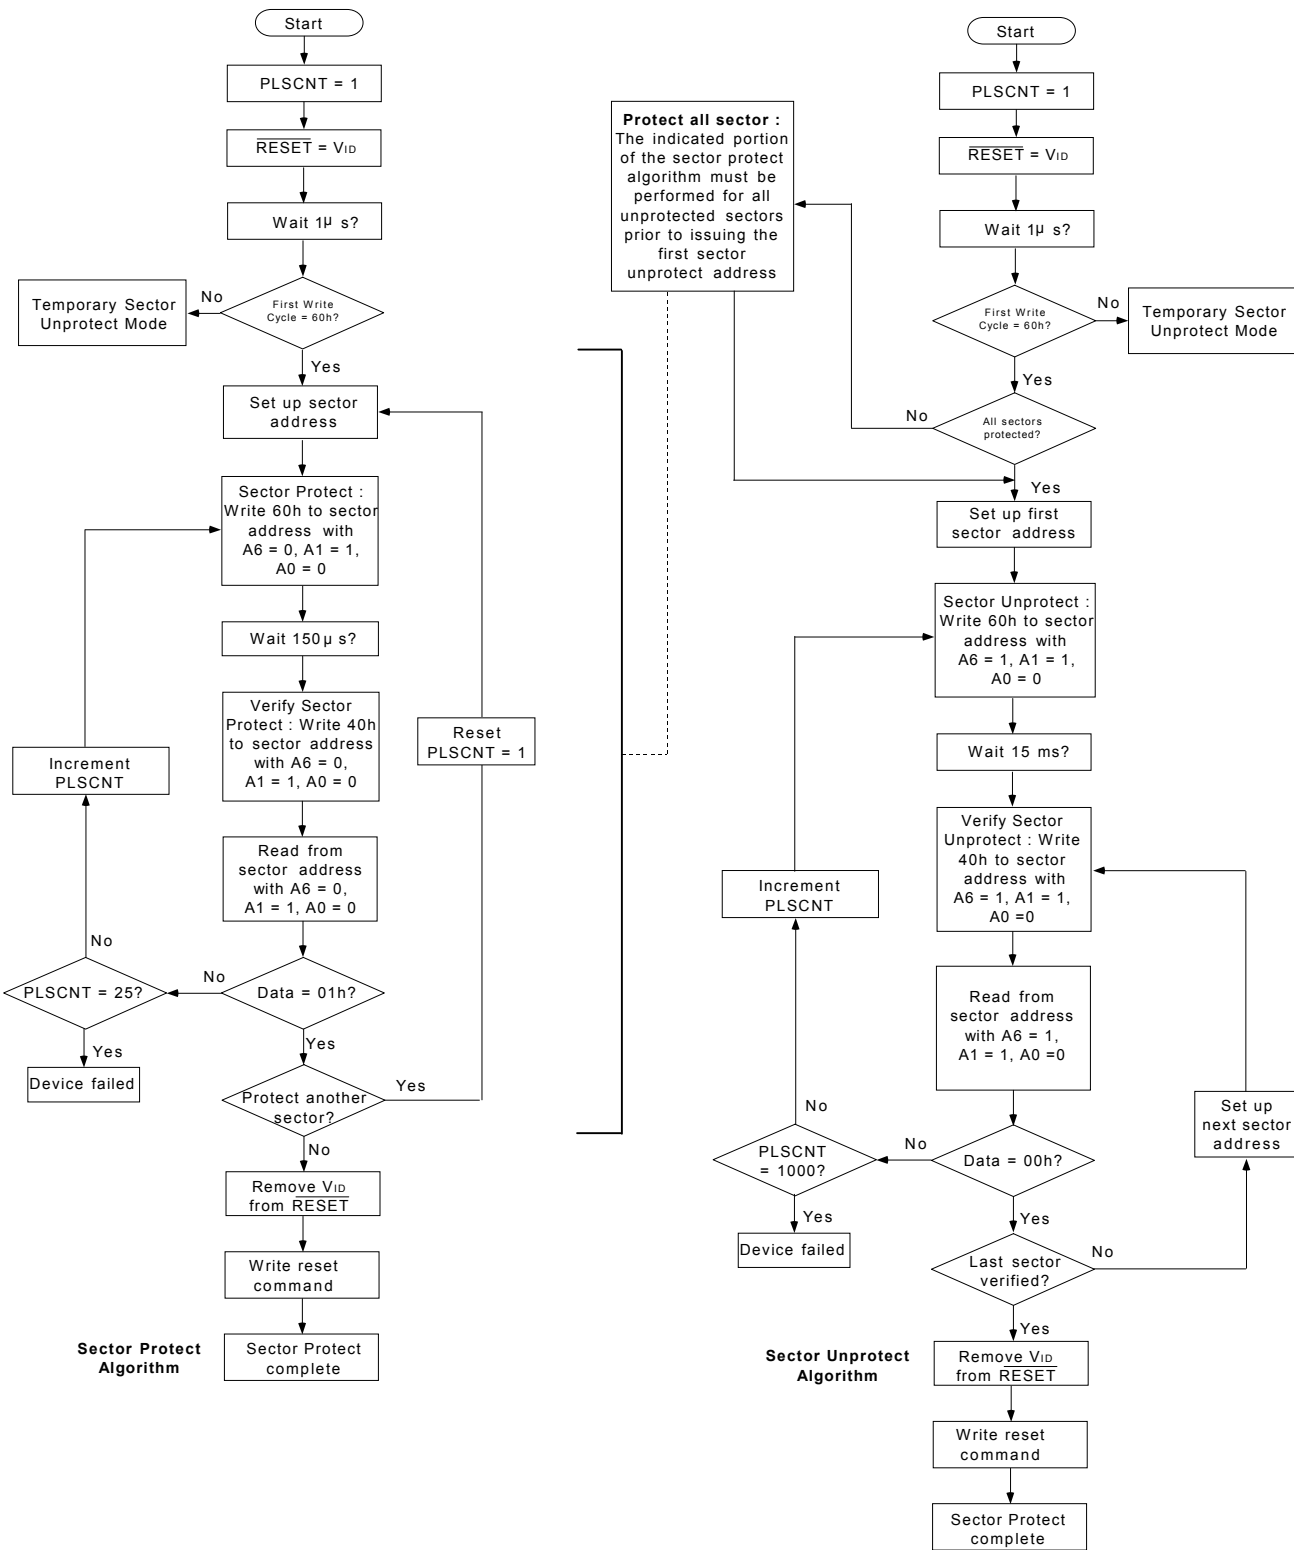 Start
PLSCNT = 1
RESET = VID
Wait 1μ s?
First Write
Cycle = 60h?
No
Temporary Sector
Unprotect Mode
Yes
Set up sector
address
Sector Protect :
Write 60h to sector
address with
A6 = 0, A1 = 1,
A0 = 0
Wait 150μ s?
Verify Sector
Protect : Write 40h
to sector address
with A6 = 0,
A1 = 1, A0 = 0
Reset
PLSCNT = 1
Increment
PLSCNT
Read from
sector address
with A6 = 0,
A1 = 1, A0 = 0
No
PLSCNT = 25?
No
Data = 01h?
Yes
Device failed
Yes
Protect another
sector?
Yes
No
Remove VID
from RESET
Write reset
command
Sector Protect
complete
Sector Protect
Algorithm
Protect all sector :
The indicated portion
of the sector protect
algorithm must be
performed for all
unprotected sectors
prior to issuing the
first sector
unprotect address
Start
PLSCNT = 1
RESET = VID
Wait 1μ s?
First Write
Cycle = 60h?
No
Temporary Sector
Unprotect Mode
Yes
No
All sectors
protected?
Yes
Set up first
sector address
Sector Unprotect :
Write 60h to sector
address with
A6 = 1, A1 = 1,
A0 = 0
Wait 15 ms?
Verify Sector
Unprotect : Write
40h to sector
address with
A6 = 1, A1 = 1,
A0 =0
Increment
PLSCNT
Read from
sector address
with A6 = 1,
A1 = 1, A0 =0
Set up
next sector
address
No
PLSCNT
= 1000?
No
Data = 00h?
Yes
Device failed
Yes
Last sector
verified?
No
Yes
Remove VID
from RESET
Write reset
command
Sector Protect
complete
Sector Unprotect
Algorithm